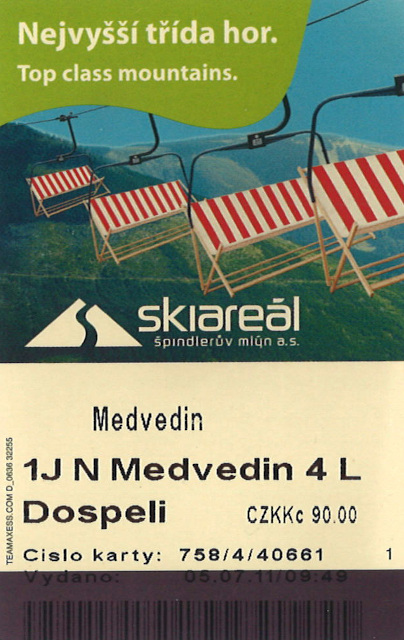 Nejvyšší třída hor.
Top class mountains.
skiareál
špindlerův mlýn a.s.
Medvedin
1J N Medvedin 4 L
Dospeli CZKKc 90.00
Cislo karty: 758/4/40661 1
Vydano: 05.07.11/09:49
TEAMAXESS.COM D_0636 32255